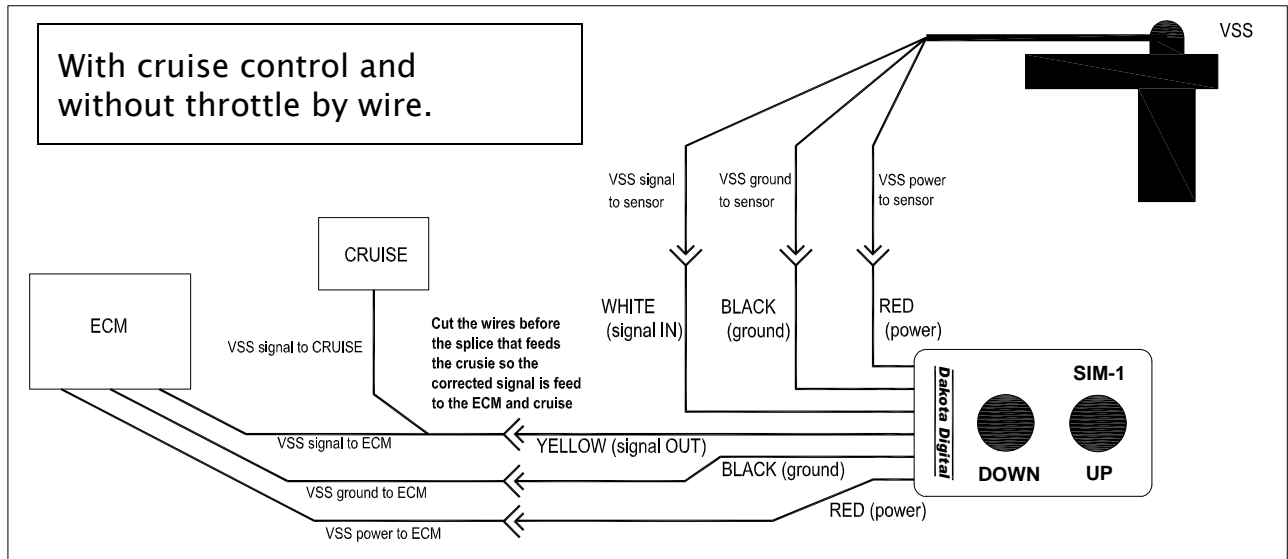 With cruise control and
without throttle by wire.
VSS
VSS signal
to sensor
VSS ground
to sensor
VSS power
to sensor
CRUISE
ECM
WHITE
(signal IN)
BLACK
(ground)
RED
(power)
Cut the wires before
the splice that feeds
the crusie so the
corrected signal is feed
to the ECM and cruise
VSS signal to CRUISE
Dakota Digital
SIM-1
DOWN
UP
VSS signal to ECM
YELLOW (signal OUT)
BLACK (ground)
VSS ground to ECM
RED (power)
VSS power to ECM